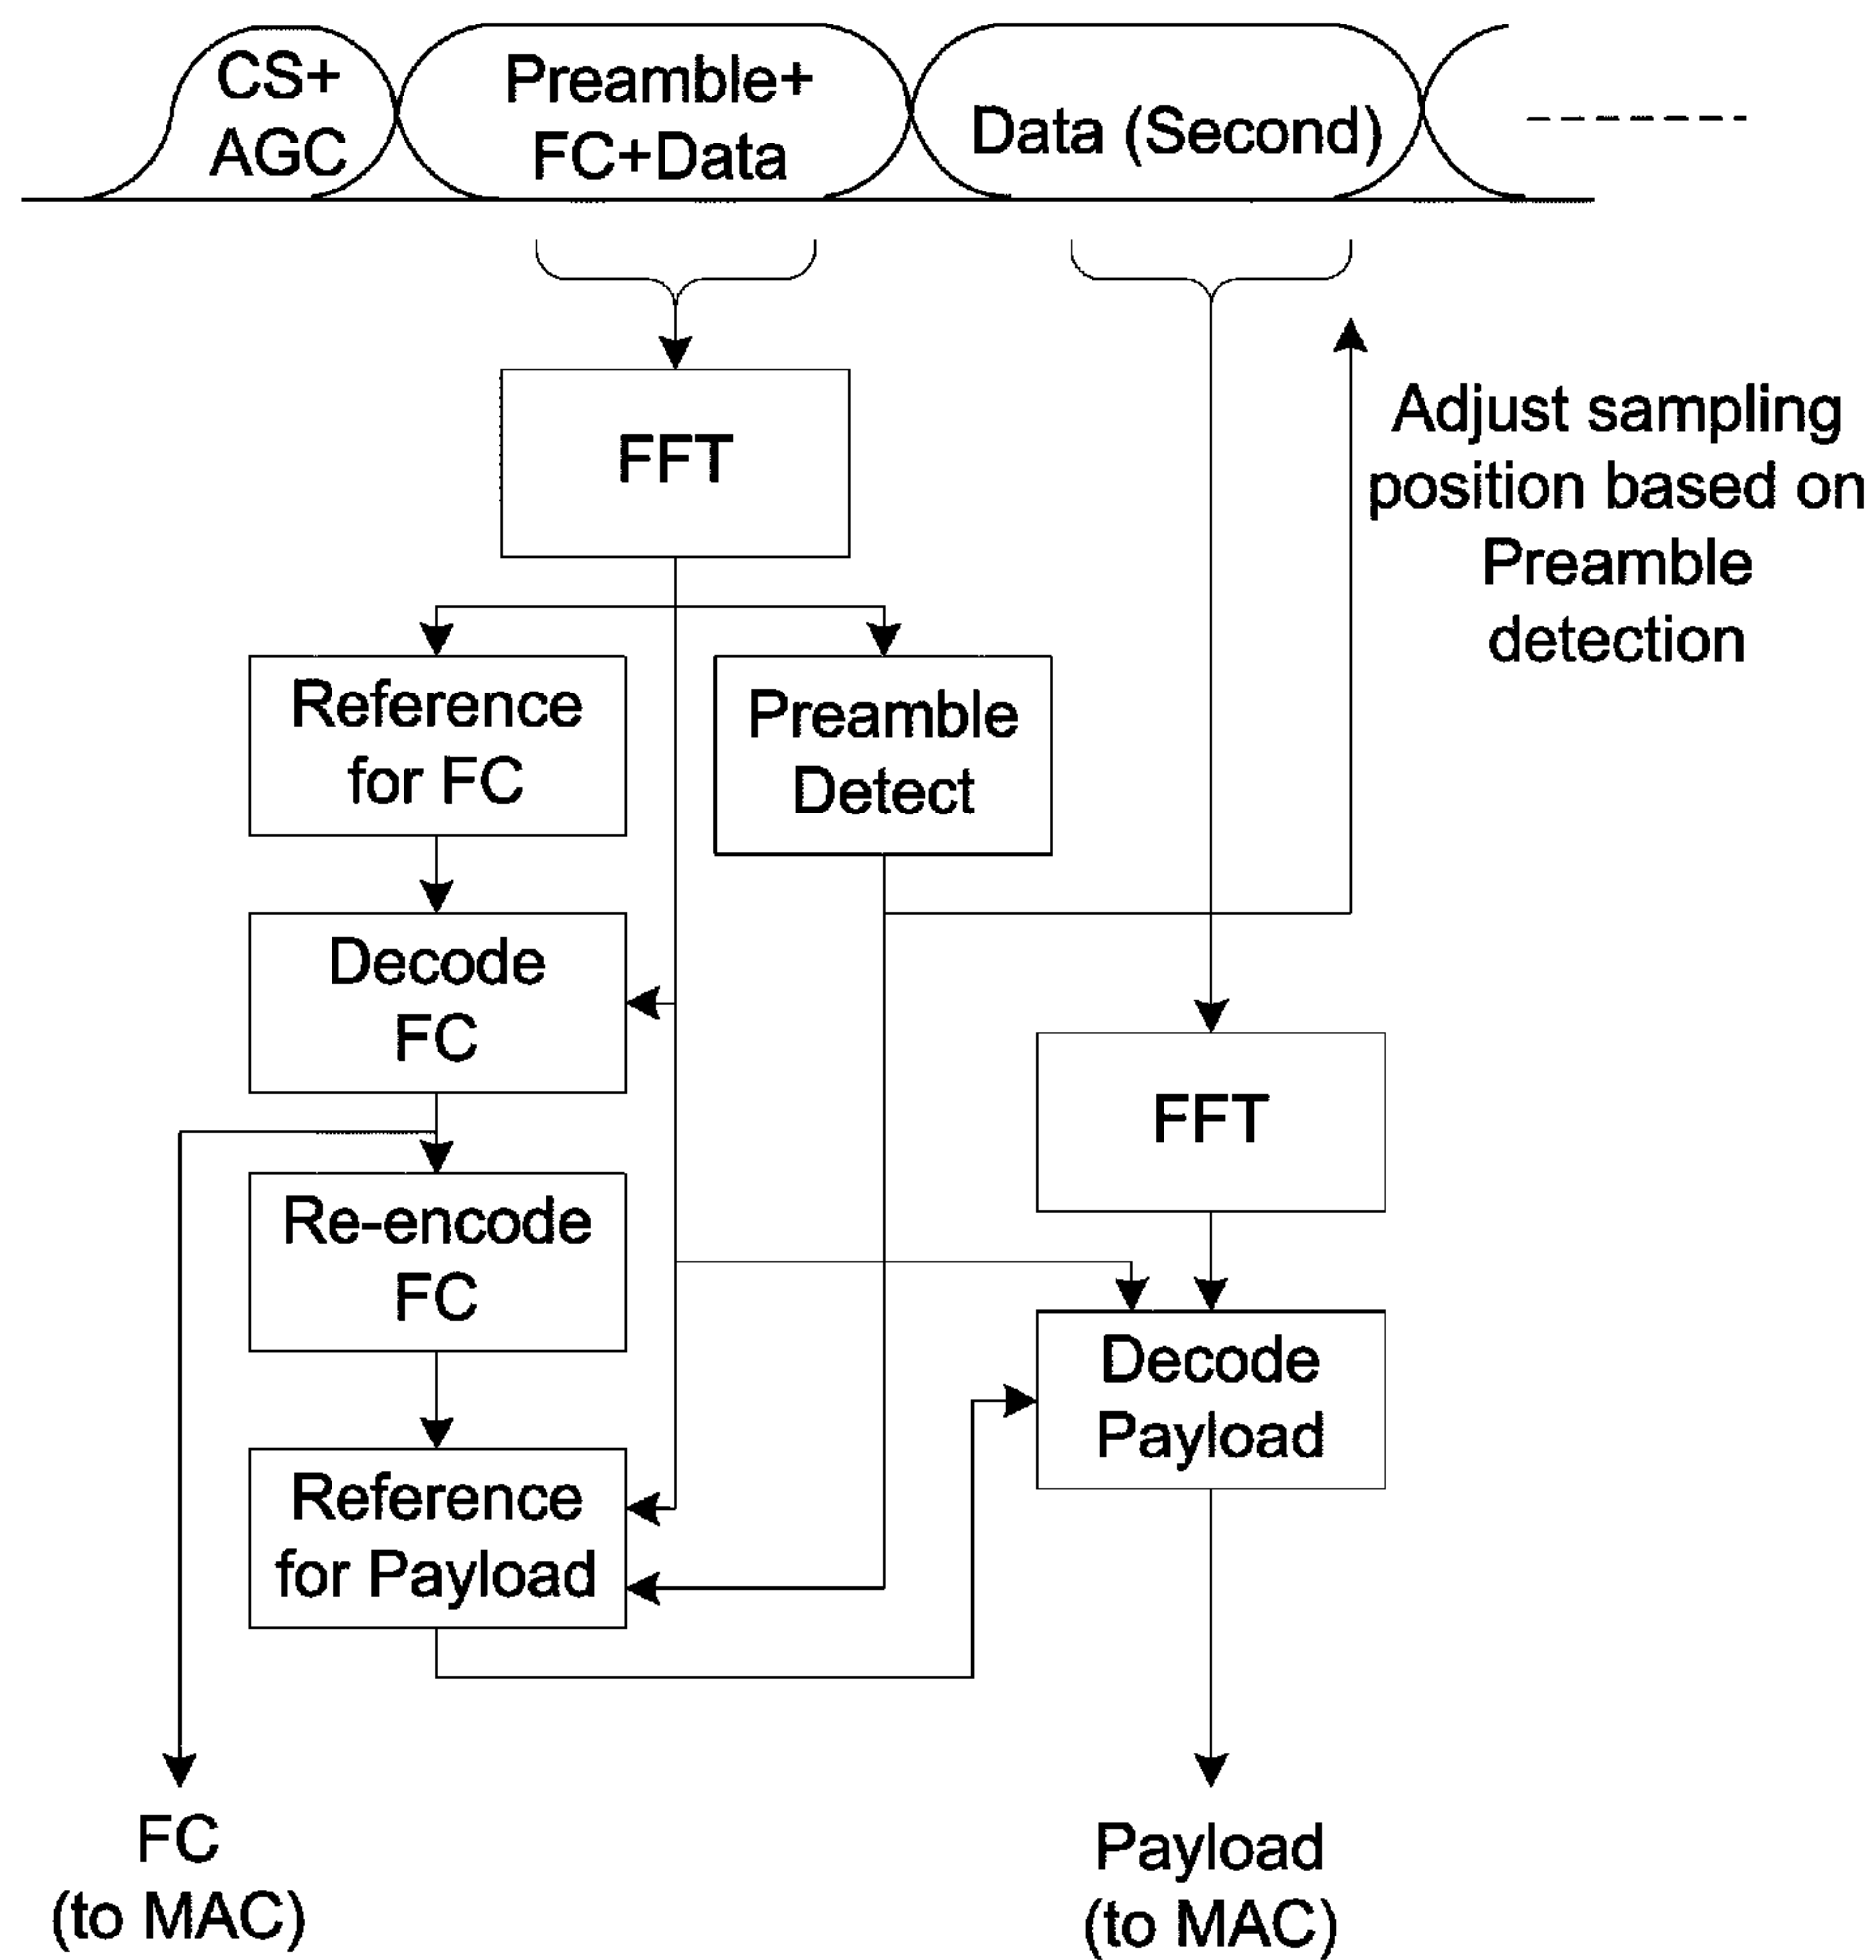 CS+
AGC
Preamble+
FC+Data
Data (Second)
FFT
Adjust sampling
position based on
Preamble
detection
Reference
for FC
Preamble
Detect
Decode
FC
FFT
Re-encode
FC
Decode
Payload
Reference
for Payload
FC
(to MAC)
Payload
(to MAC)